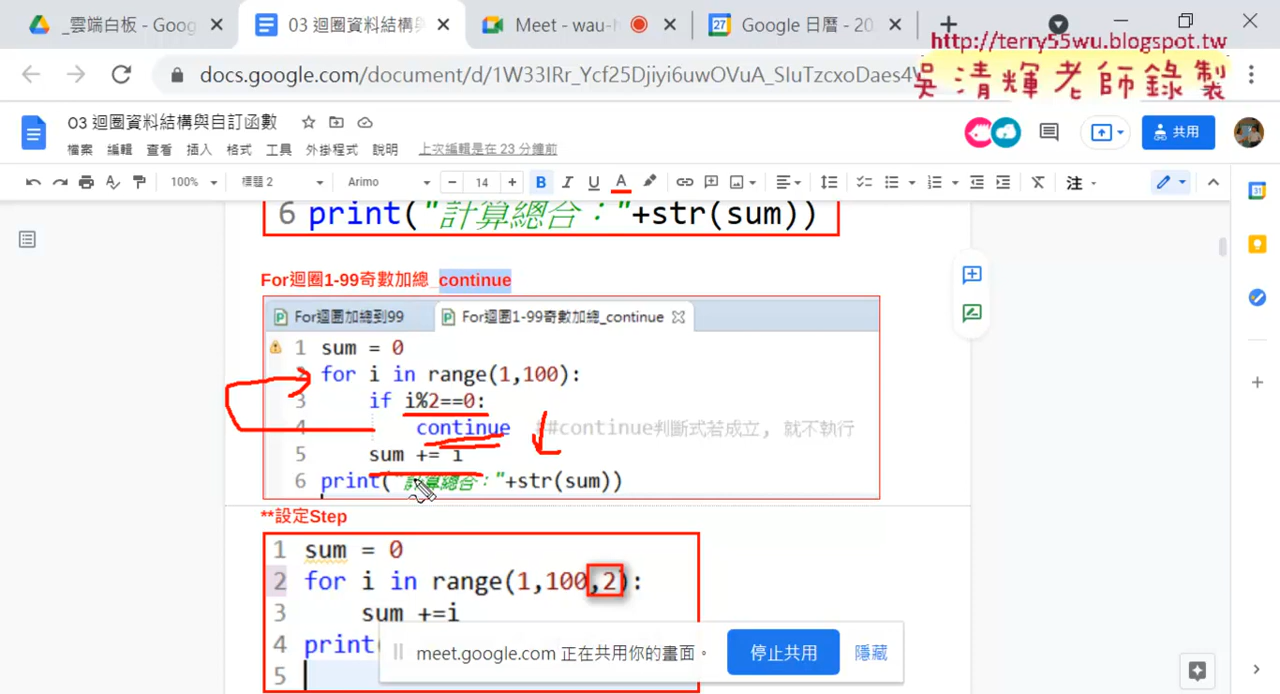 _雲端白板 - Goog
03 迴圈資料結構與
Meet - wau-h
Google 日曆 - 20
http://terry55wu.blogspot.tw
吳清輝老師錄製
docs.google.com/document/d/1W33IRr_Ycf25Djiyi6uwOVuA_SIuTzcxoDaes4V
03 迴圈資料結構與自訂函數
檔案 編輯 查看 插入 格式 工具 外掛程式 說明 上次編輯是在 23 分鐘前
共用
100% 標題 2 Arimo 14 B I U A 注
6 print("計算總合："+str(sum))
For迴圈1-99奇數加總_continue
For迴圈加總到99 For迴圈1-99奇數加總_continue
1 sum = 0
2 for i in range(1,100):
3 if i%2==0:
4 continue ##continue判斷式若成立, 就不執行
5 sum += i
6 print("計算總合："+str(sum))
**設定Step
1 sum = 0
2 for i in range(1,100,2):
3 sum +=i
4 print(
5
meet.google.com 正在共用你的畫面。 停止共用 隱藏